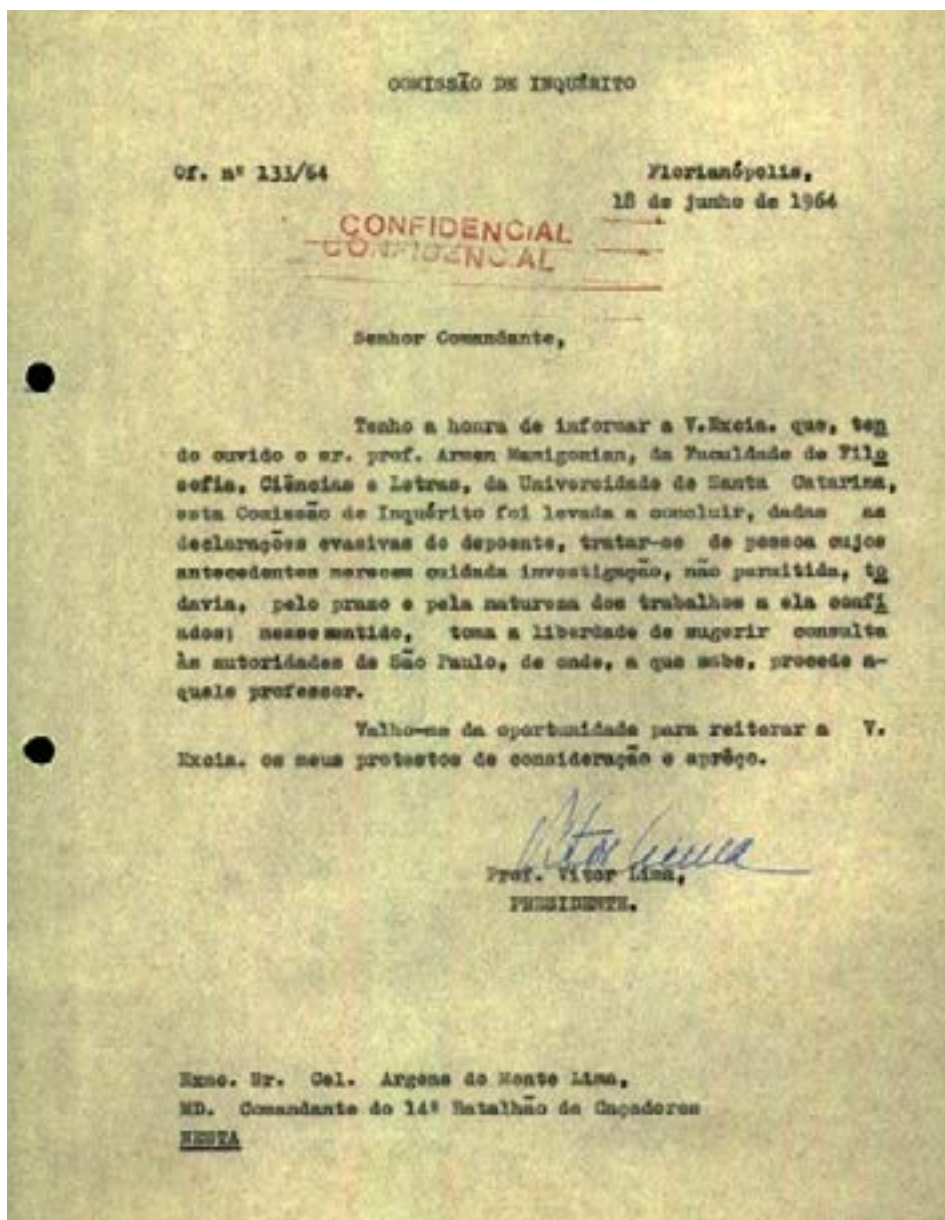 COMISSÃO DE INQUÉRITO
Of. nº 133/64
Florianópolis,
18 de junho de 1964
CONFIDENCIAL
CONFIDENCIAL
Senhor Comandante,
Tenho a honra de informar a V.Excia. que, ten
do ouvido o sr. prof. Armen Mamigonian, da Faculdade de Filo
sofia, Ciências e Letras, da Universidade de Santa Catarina,
esta Comissão de Inquérito foi levada a concluir, dadas as
declarações evasivas do depoente, tratar-se de pessoa cujos
antecedentes merecem cuidada investigação, não permitida, to
davia, pelo prazo e pela natureza dos trabalhos a ela confi
ados; nesse sentido, toma a liberdade de sugerir consulta
às autoridades de São Paulo, de onde, a que sabe, procede a-
quele professor.
Valho-me da oportunidade para reiterar a V.
Excia. os meus protestos de consideração e aprêço.
Vitor Lima
Prof. Vitor Lima,
PRESIDENTE.
Exmo. Sr. Cel. Argens do Monte Lima,
MD. Comandante do 14º Batalhão de Caçadores
NESTA